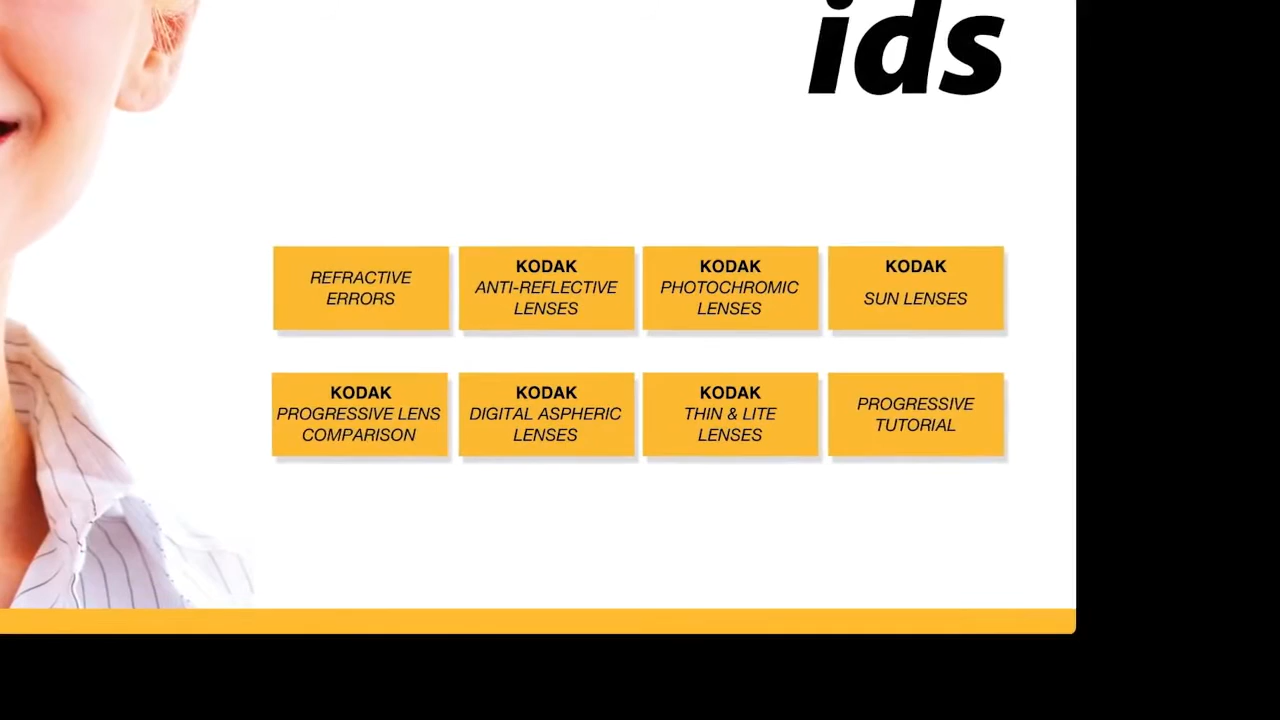 ids
REFRACTIVE
ERRORS
KODAK
ANTI-REFLECTIVE
LENSES
KODAK
PHOTOCHROMIC
LENSES
KODAK
SUN LENSES
KODAK
PROGRESSIVE LENS
COMPARISON
KODAK
DIGITAL ASPHERIC
LENSES
KODAK
THIN & LITE
LENSES
PROGRESSIVE
TUTORIAL